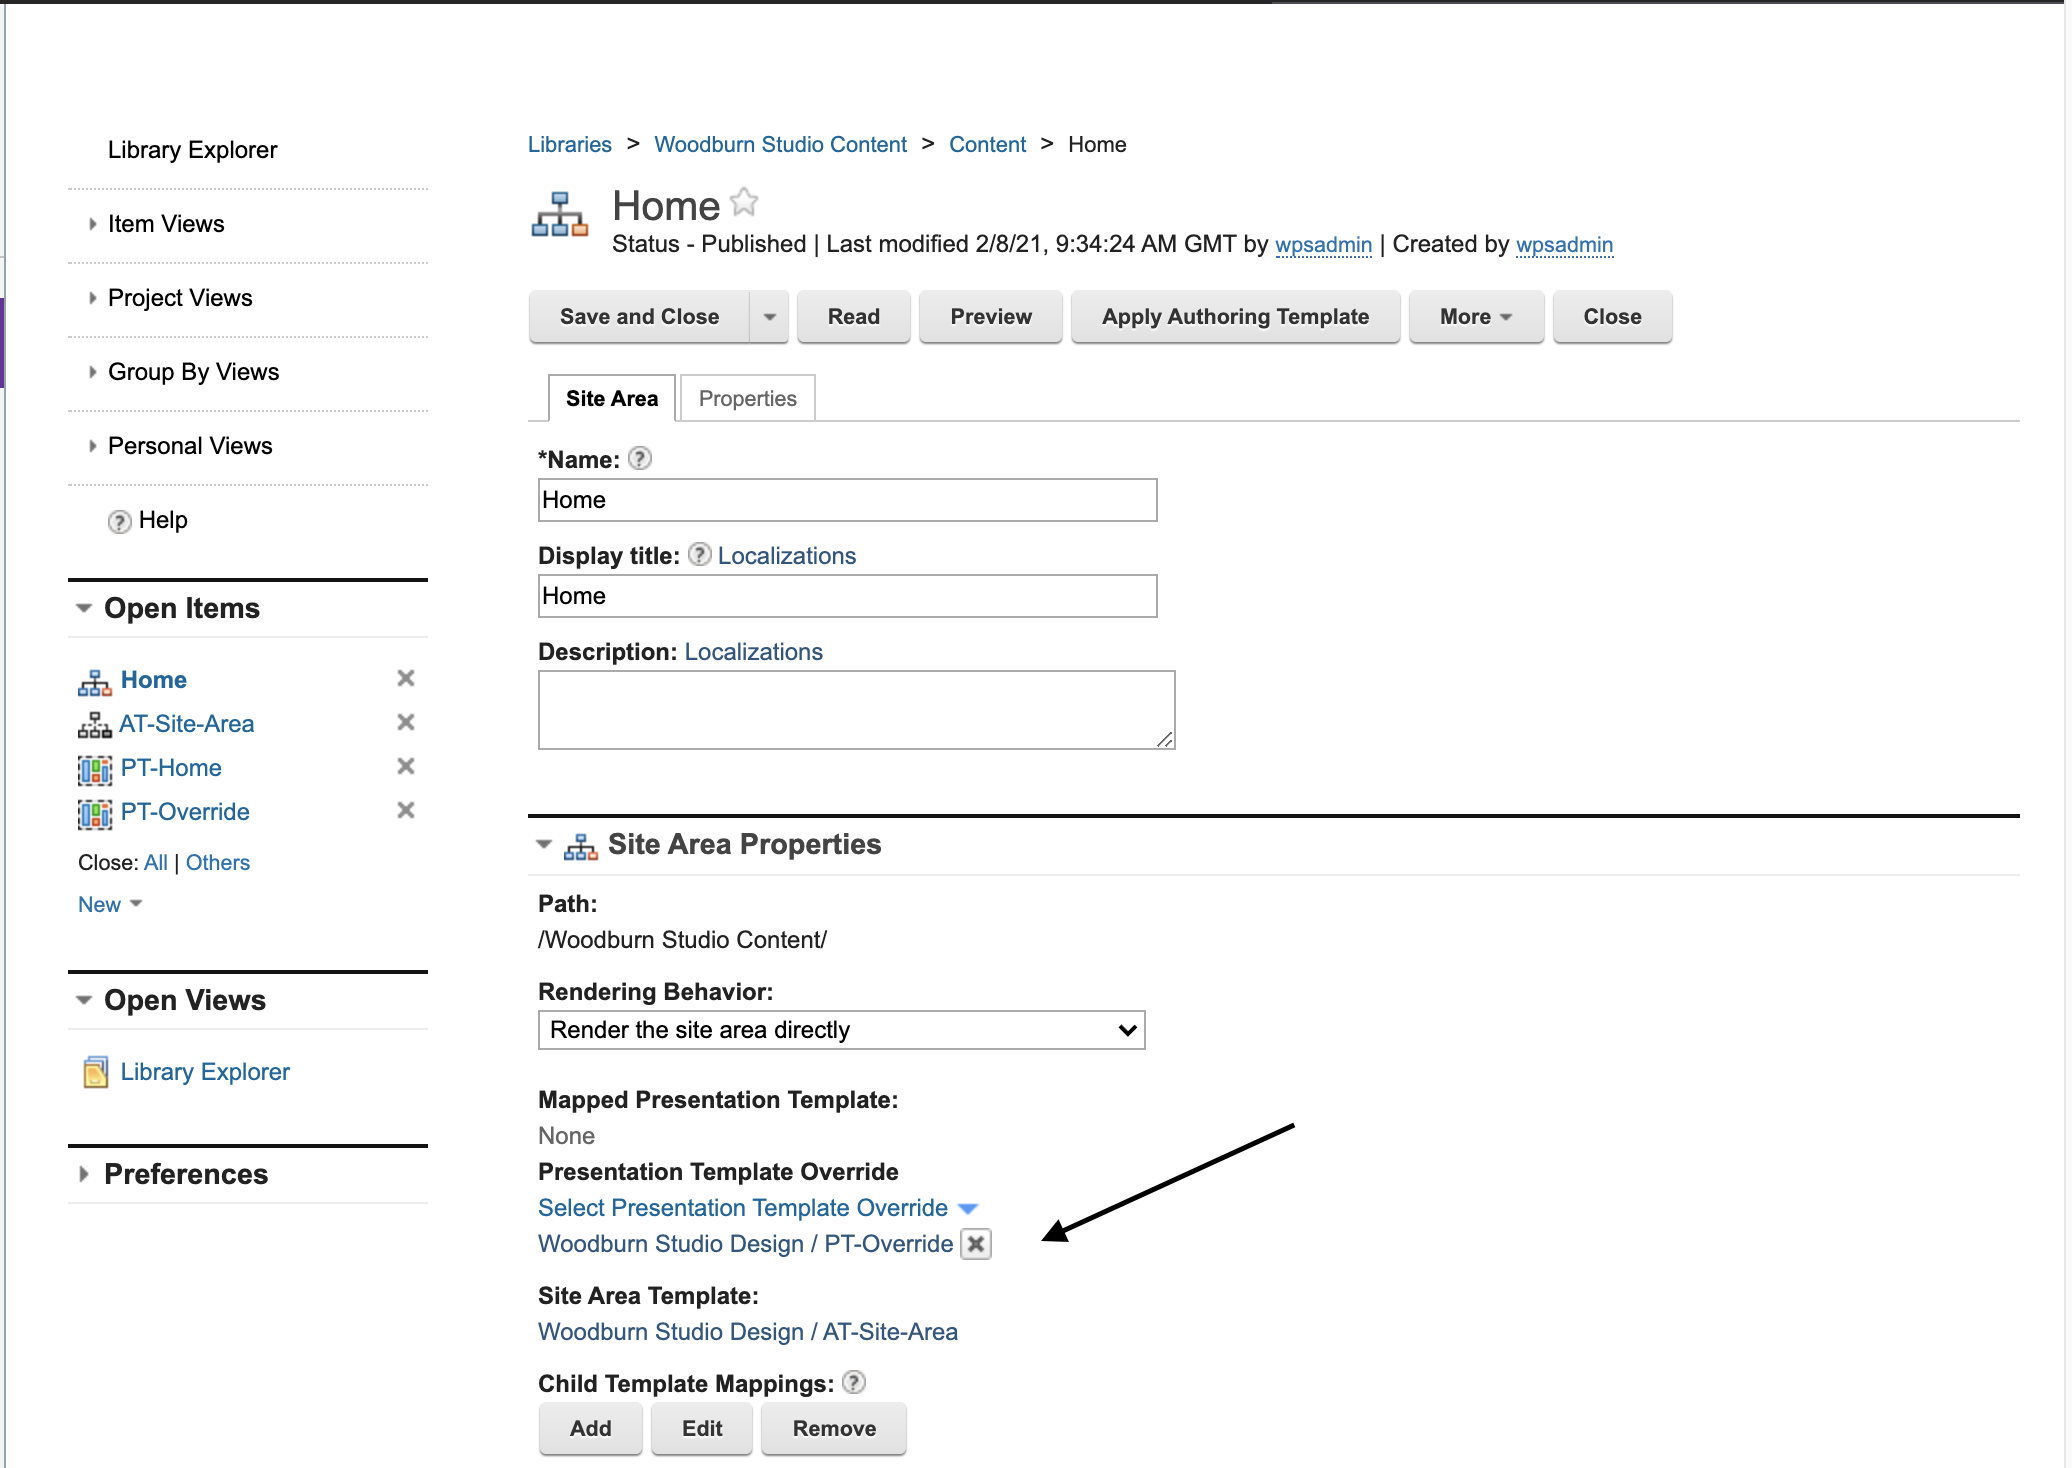 Library Explorer
Item Views
Project Views
Group By Views
Personal Views
? Help
Open Items
Home
AT-Site-Area
PT-Home
PT-Override
Close: All | Others
New
Open Views
Library Explorer
Preferences
Libraries > Woodburn Studio Content > Content > Home
Home
Status - Published | Last modified 2/8/21, 9:34:24 AM GMT by wpsadmin | Created by wpsadmin
Save and Close Read Preview Apply Authoring Template More Close
Site Area Properties
*Name: ?
Home
Display title: ? Localizations
Home
Description: Localizations
Site Area Properties
Path:
/Woodburn Studio Content/
Rendering Behavior:
Render the site area directly
Mapped Presentation Template:
None
Presentation Template Override
Select Presentation Template Override
Woodburn Studio Design / PT-Override
Site Area Template:
Woodburn Studio Design / AT-Site-Area
Child Template Mappings: ?
Add Edit Remove